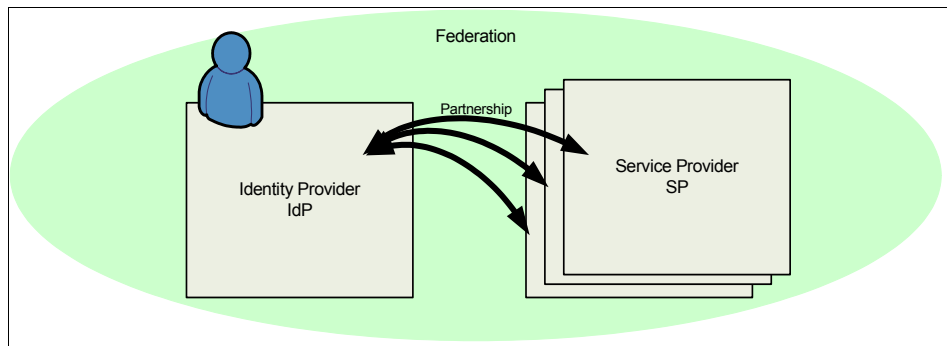 Federation
Partnership
Identity Provider
IdP
Service Provider
SP